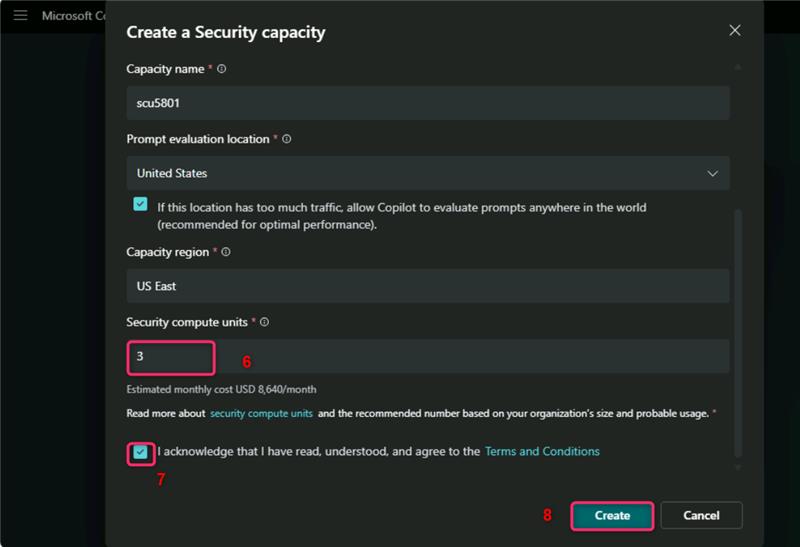 Microsoft Co
Create a Security capacity
Capacity name *
scu5801
Prompt evaluation location *
United States
If this location has too much traffic, allow Copilot to evaluate prompts anywhere in the world
(recommended for optimal performance).
Capacity region *
US East
Security compute units *
3
6
Estimated monthly cost USD 8,640/month
Read more about security compute units and the recommended number based on your organization's size and probable usage. *
I acknowledge that I have read, understood, and agree to the Terms and Conditions
7
8 Create Cancel